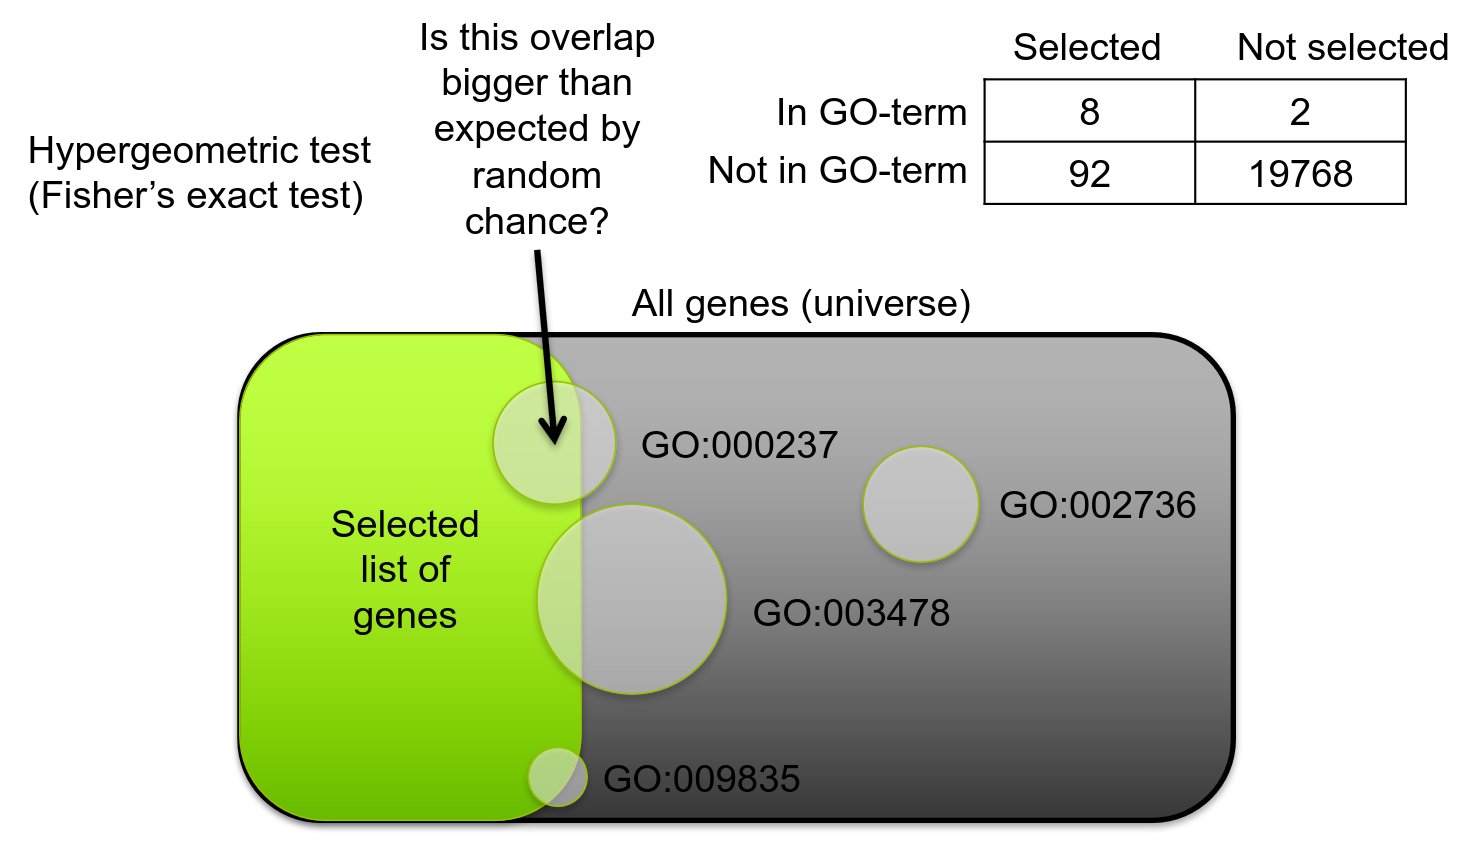 Is this overlap
bigger than
expected by
random
chance?
Hypergeometric test
(Fisher’s exact test)
Selected Not selected
In GO-term 8 2
Not in GO-term 92 19768
All genes (universe)
GO:000237
GO:002736
Selected
list of
genes
GO:003478
GO:009835